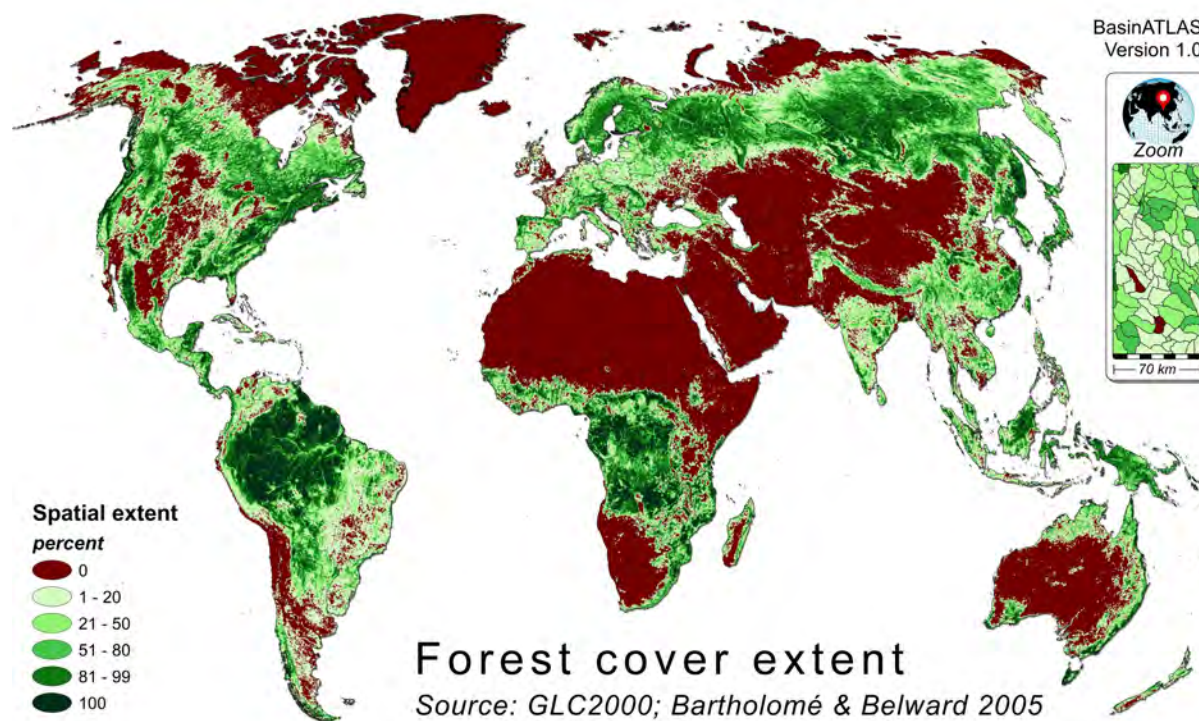 BasinATLAS
Version 1.0
Zoom
70 km
Spatial extent
percent
0
1 - 20
21 - 50
51 - 80
81 - 99
100
Forest cover extent
Source: GLC2000; Bartholomé & Belward 2005